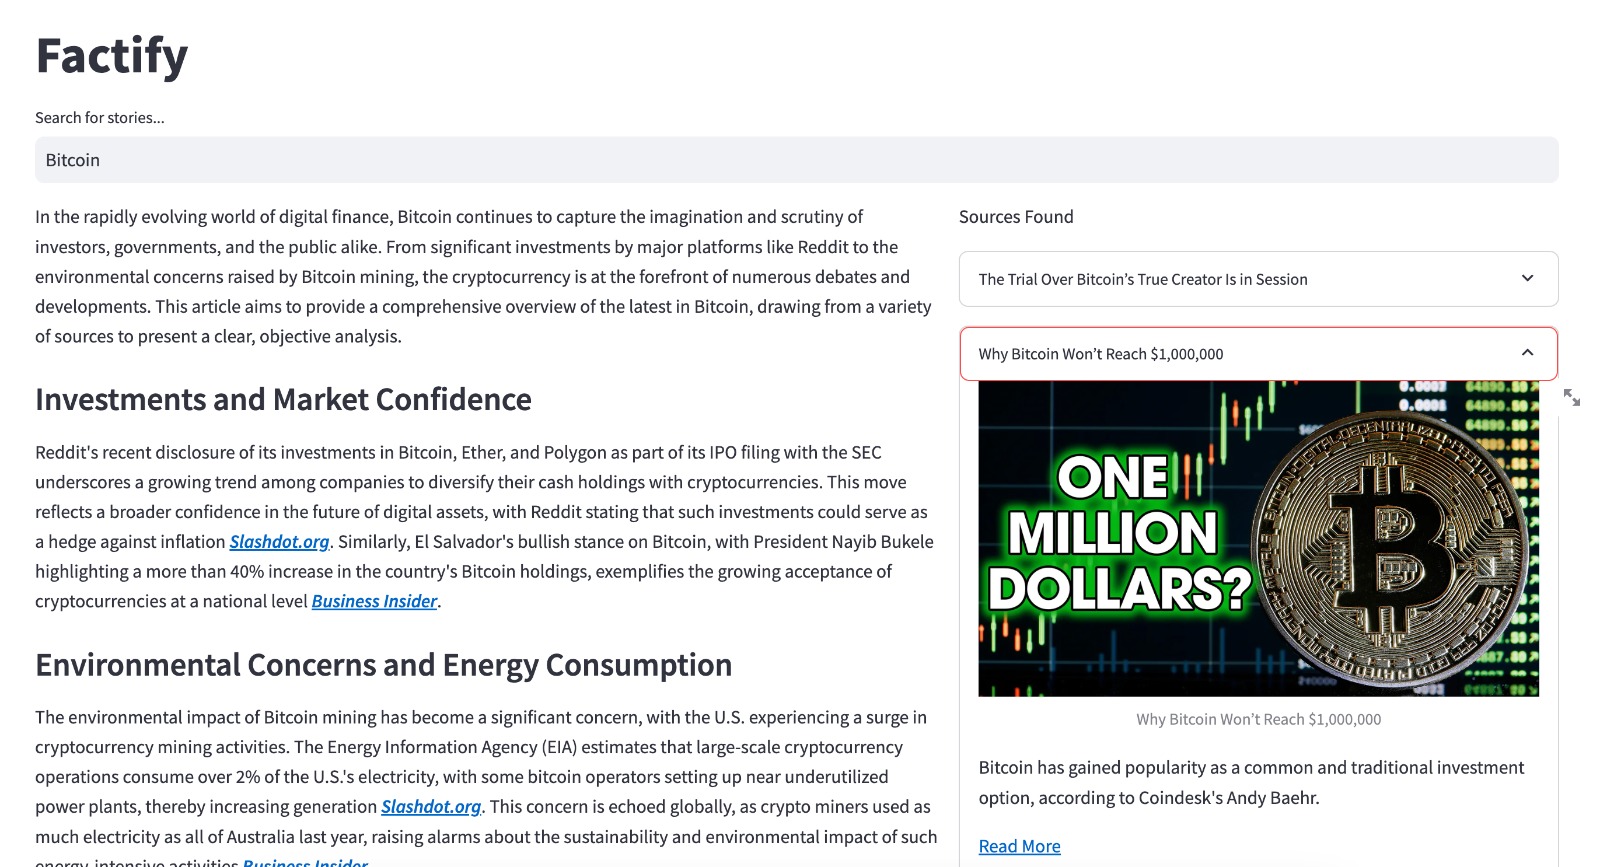 Factify
Search for stories...
Bitcoin
In the rapidly evolving world of digital finance, Bitcoin continues to capture the imagination and scrutiny of
investors, governments, and the public alike. From significant investments by major platforms like Reddit to the
environmental concerns raised by Bitcoin mining, the cryptocurrency is at the forefront of numerous debates and
developments. This article aims to provide a comprehensive overview of the latest in Bitcoin, drawing from a variety
of sources to present a clear, objective analysis.
Investments and Market Confidence
Reddit's recent disclosure of its investments in Bitcoin, Ether, and Polygon as part of its IPO filing with the SEC
underscores a growing trend among companies to diversify their cash holdings with cryptocurrencies. This move
reflects a broader confidence in the future of digital assets, with Reddit stating that such investments could serve as
a hedge against inflation Slashdot.org. Similarly, El Salvador's bullish stance on Bitcoin, with President Nayib Bukele
highlighting a more than 40% increase in the country's Bitcoin holdings, exemplifies the growing acceptance of
cryptocurrencies at a national level Business Insider.
Environmental Concerns and Energy Consumption
The environmental impact of Bitcoin mining has become a significant concern, with the U.S. experiencing a surge in
cryptocurrency mining activities. The Energy Information Agency (EIA) estimates that large-scale cryptocurrency
operations consume over 2% of the U.S.'s electricity, with some bitcoin operators setting up near underutilized
power plants, thereby increasing generation Slashdot.org. This concern is echoed globally, as crypto miners used as
much electricity as all of Australia last year, raising alarms about the sustainability and environmental impact of such
energy-intensive activities Business Insider.
Sources Found
The Trial Over Bitcoin’s True Creator Is in Session
Why Bitcoin Won’t Reach $1,000,000
0.0003 64890.59
0.0001 64890.59
ONE
MILLION
DOLLARS?
Why Bitcoin Won’t Reach $1,000,000
Bitcoin has gained popularity as a common and traditional investment
option, according to Coindesk's Andy Baehr.
Read More